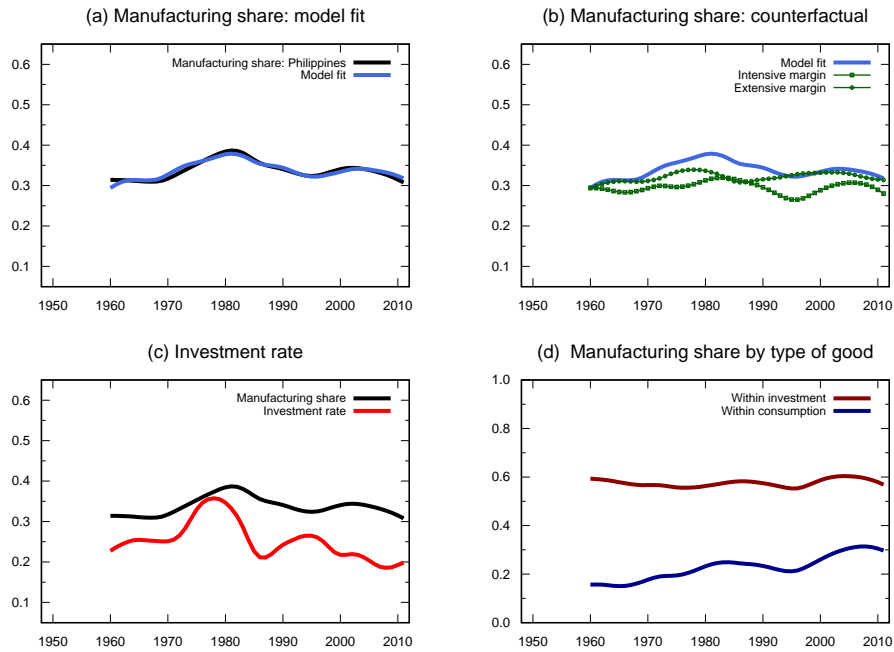 (a) Manufacturing share: model fit
0.6
0.5
0.4
0.3
0.2
0.1
1950 1960 1970 1980 1990 2000 2010
Manufacturing share: Philippines
Model fit
(b) Manufacturing share: counterfactual
0.6
0.5
0.4
0.3
0.2
0.1
1950 1960 1970 1980 1990 2000 2010
Model fit
Intensive margin
Extensive margin
(c) Investment rate
0.6
0.5
0.4
0.3
0.2
0.1
1950 1960 1970 1980 1990 2000 2010
Manufacturing share
Investment rate
(d) Manufacturing share by type of good
1.0
0.8
0.6
0.4
0.2
0.0
1950 1960 1970 1980 1990 2000 2010
Within investment
Within consumption